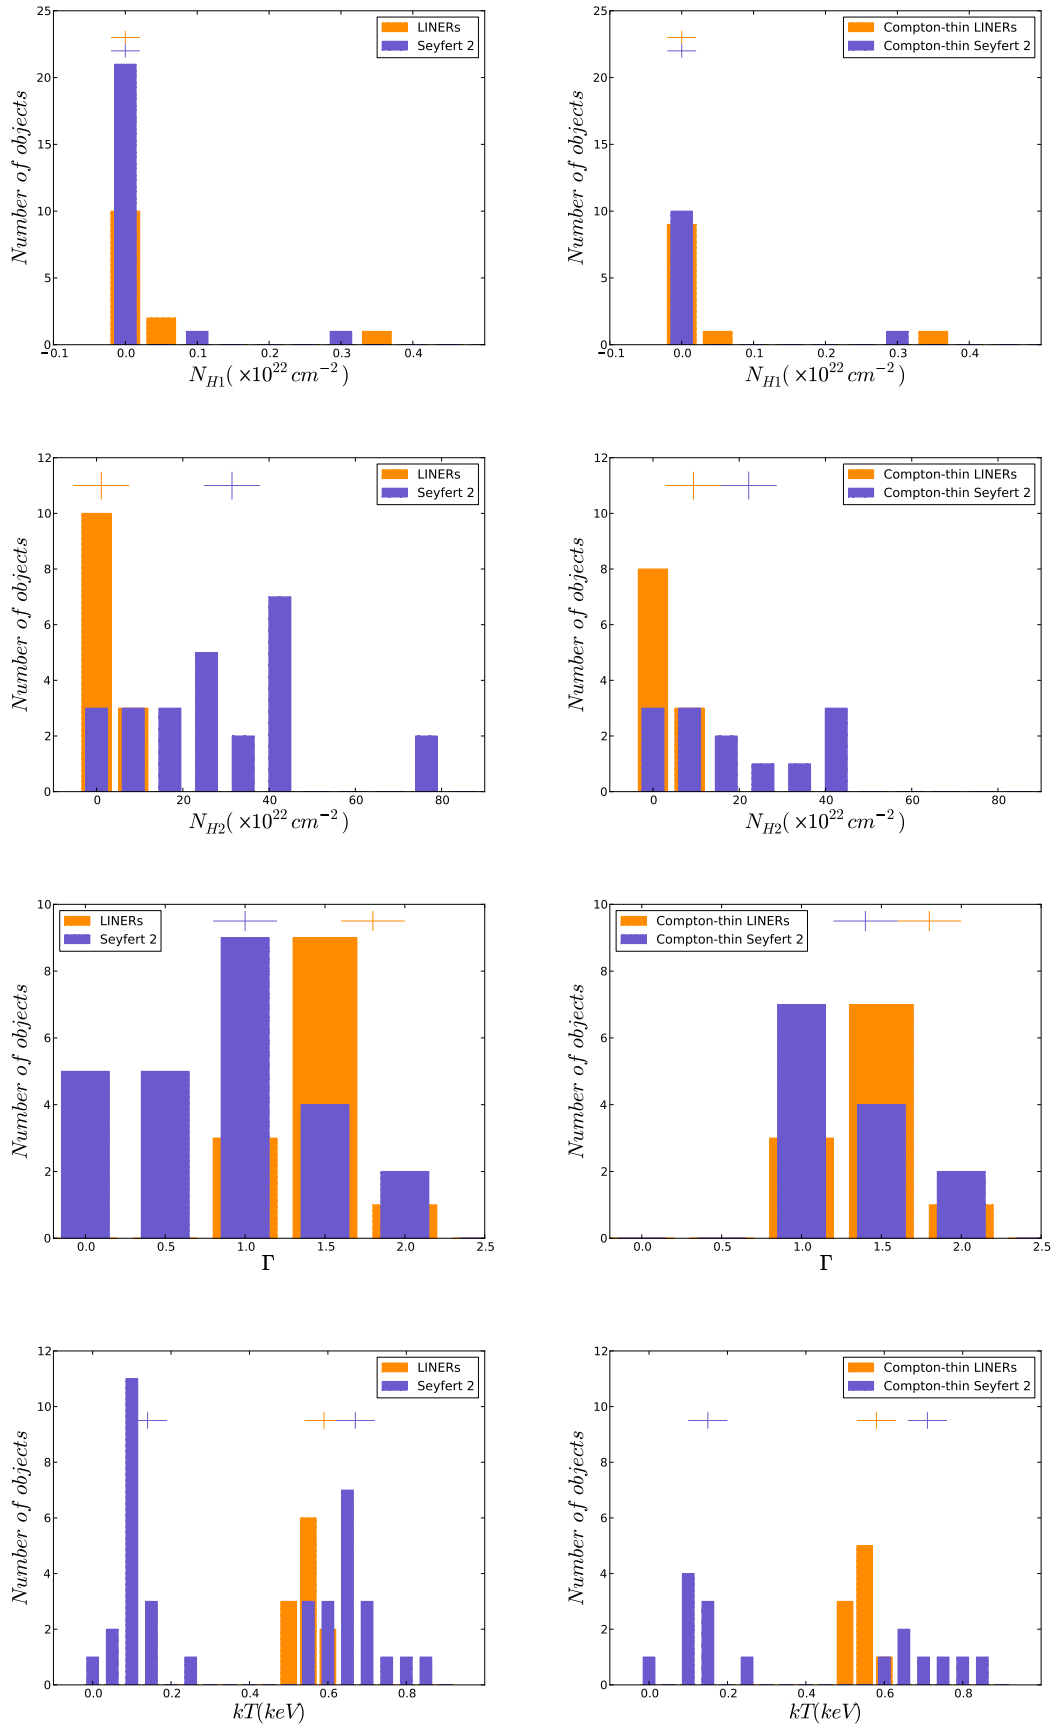 25
20
15
10
5
0
Number of objects
LINERs
Seyfert 2
−0.1 0.0 0.1 0.2 0.3 0.4
N_{H1}( ×10^{22} cm^{−2})
25
20
15
10
5
0
Number of objects
Compton-thin LINERs
Compton-thin Seyfert 2
−0.1 0.0 0.1 0.2 0.3 0.4
N_{H1}( ×10^{22} cm^{−2})
12
10
8
6
4
2
0
Number of objects
LINERs
Seyfert 2
0 20 40 60 80
N_{H2}( ×10^{22} cm^{−2})
12
10
8
6
4
2
0
Number of objects
Compton-thin LINERs
Compton-thin Seyfert 2
0 20 40 60 80
N_{H2}( ×10^{22} cm^{−2})
10
8
6
4
2
0
Number of objects
LINERs
Seyfert 2
0.0 0.5 1.0 1.5 2.0 2.5
Γ
10
8
6
4
2
0
Number of objects
Compton-thin LINERs
Compton-thin Seyfert 2
0.0 0.5 1.0 1.5 2.0 2.5
Γ
12
10
8
6
4
2
0
Number of objects
LINERs
Seyfert 2
0.0 0.2 0.4 0.6 0.8
kT(keV)
12
10
8
6
4
2
0
Number of objects
Compton-thin LINERs
Compton-thin Seyfert 2
0.0 0.2 0.4 0.6 0.8
kT(keV)